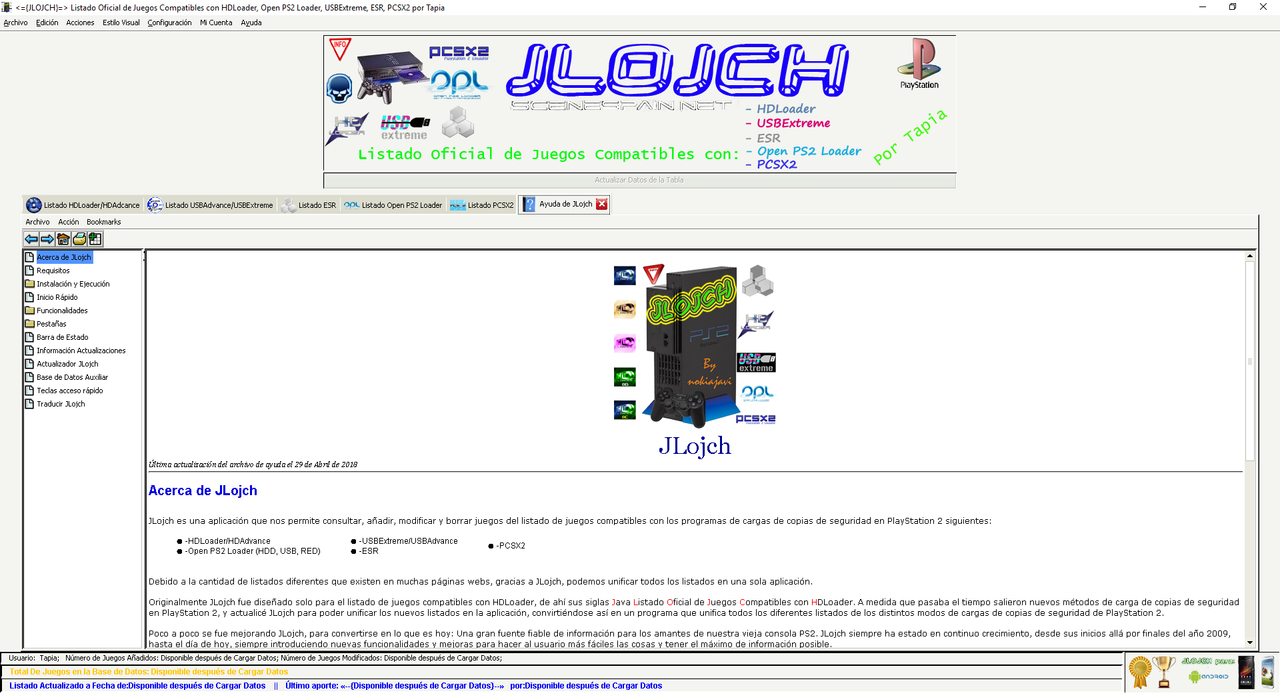 <={JLOJCH}=> Listado Oficial de Juegos Compatibles con HDLoader, Open PS2 Loader, USBExtreme, ESR, PCSX2 por Tapia
Archivo Edición Acciones Estilo Visual Configuración Mi Cuenta Ayuda
INFO
PCSX2
OPL
HD LOADER
USB extreme
JLOJCH
SCENESPAIN.NET
PlayStation
- HDLoader
- USBExtreme
- ESR
- Open PS2 Loader
- PCSX2
Listado Oficial de Juegos Compatibles con:
Por Tapia
Actualizar Datos de la Tabla
Listado HDLoader/HDAdcance Listado USBAdvance/USBExtreme Listado ESR Listado Open PS2 Loader Listado PCSX2 Ayuda de JLojch
Archivo Acción Bookmarks
Acerca de JLojch
Requisitos
Instalación y Ejecución
Inicio Rápido
Funcionalidades
Pestañas
Barra de Estado
Información Actualizaciones
Actualizador JLojch
Base de Datos Auxiliar
Teclas acceso rápido
Traducir JLojch
JLOJCH
PS2
By
nokiajavi
HD LOADER
USB extreme
OPL
PCSX2
JLojch
Última actualización del archivo de ayuda el 29 de Abril de 2018
Acerca de JLojch
JLojch es una aplicación que nos permite consultar, añadir, modificar y borrar juegos del listado de juegos compatibles con los programas de cargas de copias de seguridad en PlayStation 2 siguientes:
-HDLoader/HDAdvance -USBExtreme/USBAdvance -PCSX2
-Open PS2 Loader (HDD, USB, RED) -ESR
Debido a la cantidad de listados diferentes que existen en muchas páginas webs, gracias a JLojch, podemos unificar todos los listados en una sola aplicación.
Originalmente JLojch fue diseñado solo para el listado de juegos compatibles con HDLoader, de ahí sus siglas Java Listado Oficial de Juegos Compatibles con HDLoader. A medida que pasaba el tiempo salieron nuevos métodos de carga de copias de seguridad
en PlayStation 2, y actualicé JLojch para poder unificar los nuevos listados en la aplicación, convirtiéndose así en un programa que unifica todos los diferentes listados de los distintos modos de cargas de copias de seguridad de PlayStation 2.
Poco a poco se fue mejorando JLojch, para convertirse en lo que es hoy: Una gran fuente fiable de información para los amantes de nuestra vieja consola PS2. JLojch siempre ha estado en continuo crecimiento, desde sus inicios allá por finales del año 2009,
hasta el día de hoy, siempre introduciendo nuevas funcionalidades y mejoras para hacer al usuario más fáciles las cosas y tener el máximo de información posible.
Usuario: Tapia; Número de Juegos Añadidos: Disponible después de Cargar Datos; Número de Juegos Modificados: Disponible después de Cargar Datos;
Total De Juegos en la Base de Datos: Disponible después de Cargar Datos
Listado Actualizado a Fecha de:Disponible después de Cargar Datos || Último aporte: «--{Disponible después de Cargar Datos}--» por:Disponible después de Cargar Datos
JLOJCH para
ANDROID